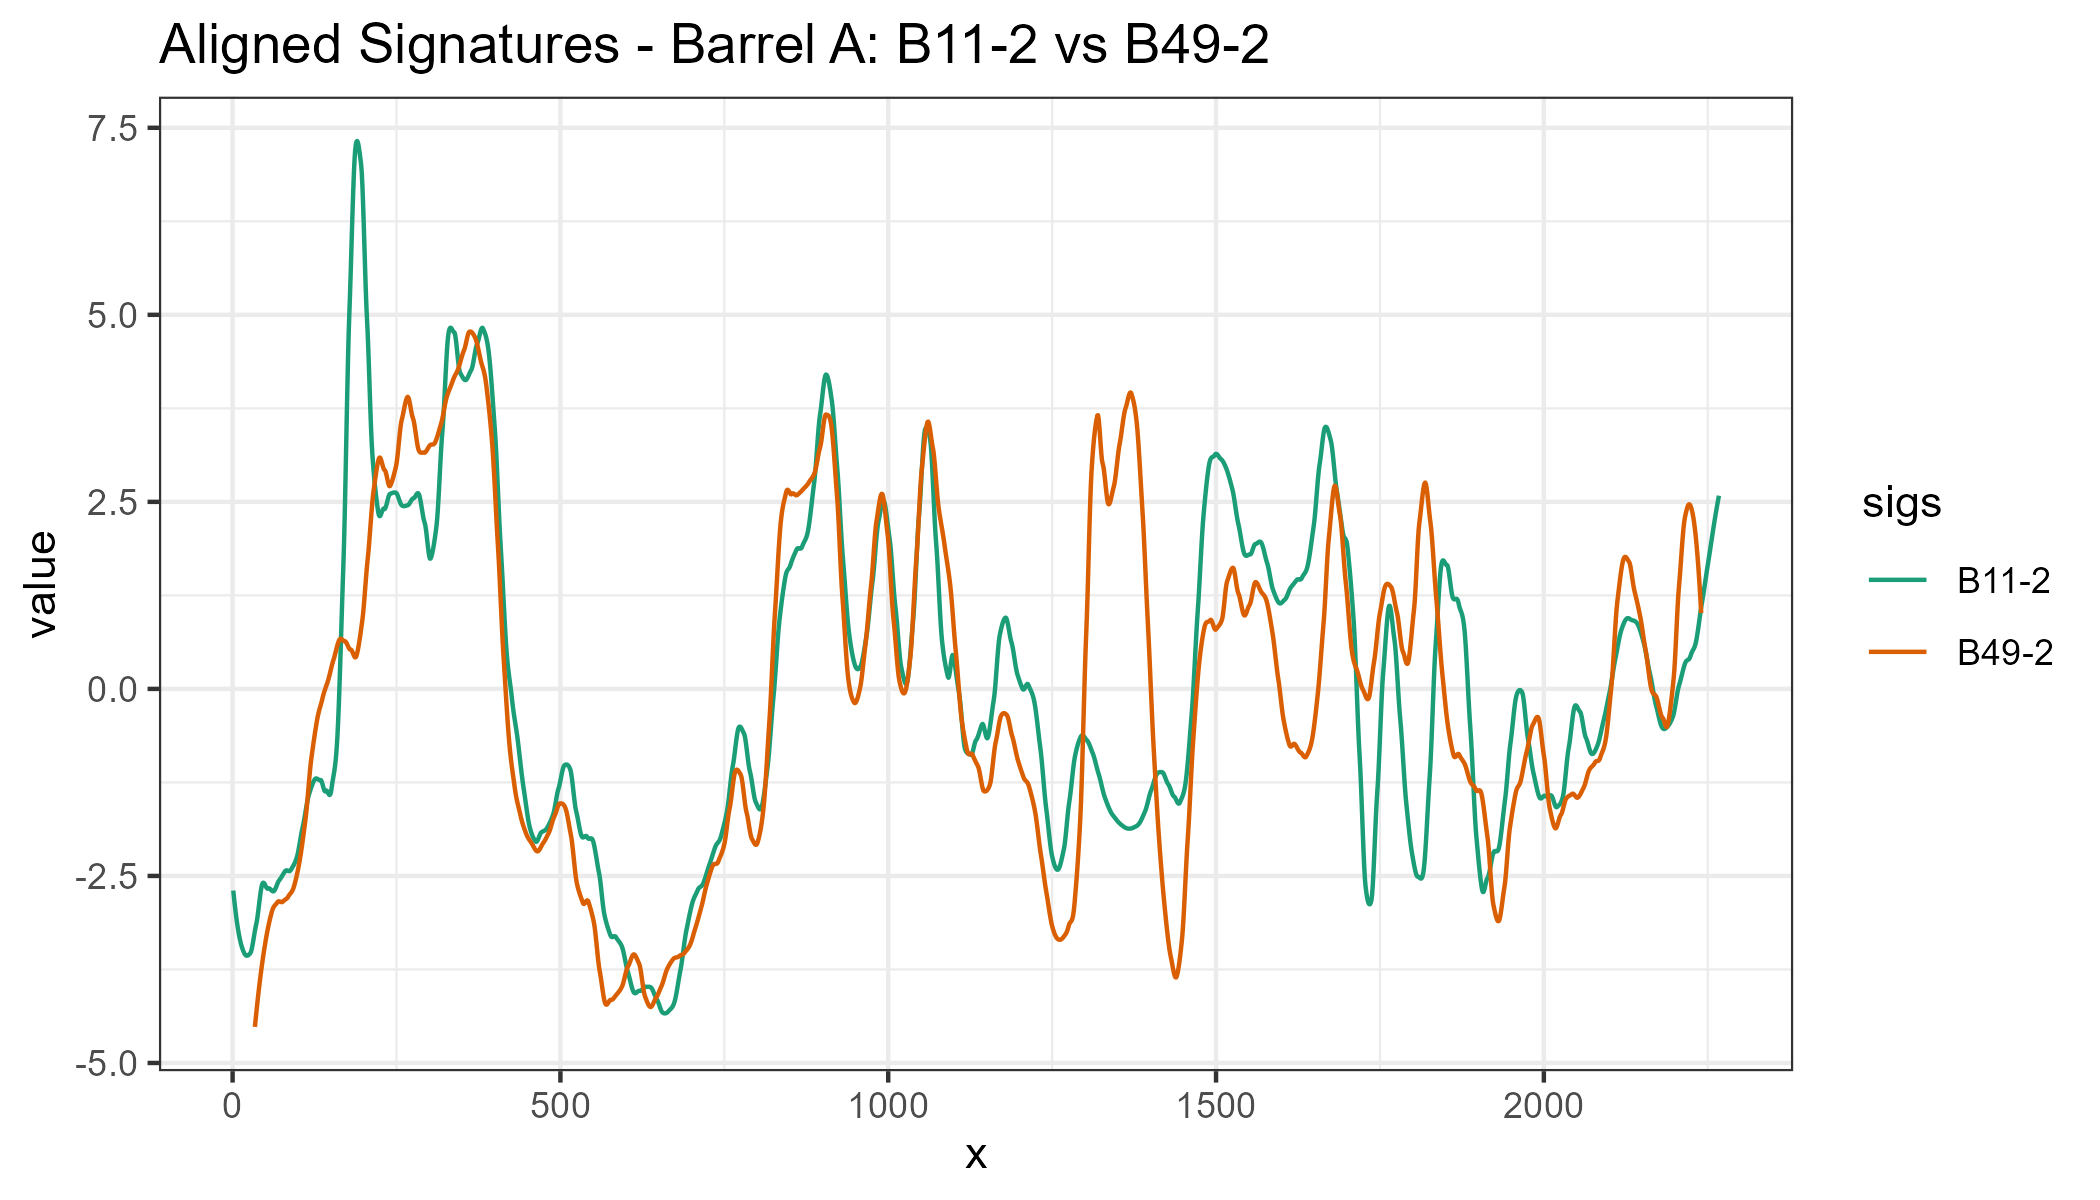 Aligned Signatures - Barrel A: B11-2 vs B49-2
7.5
5.0
2.5
0.0
-2.5
-5.0
value
0 500 1000 1500 2000
x
sigs
B11-2
B49-2